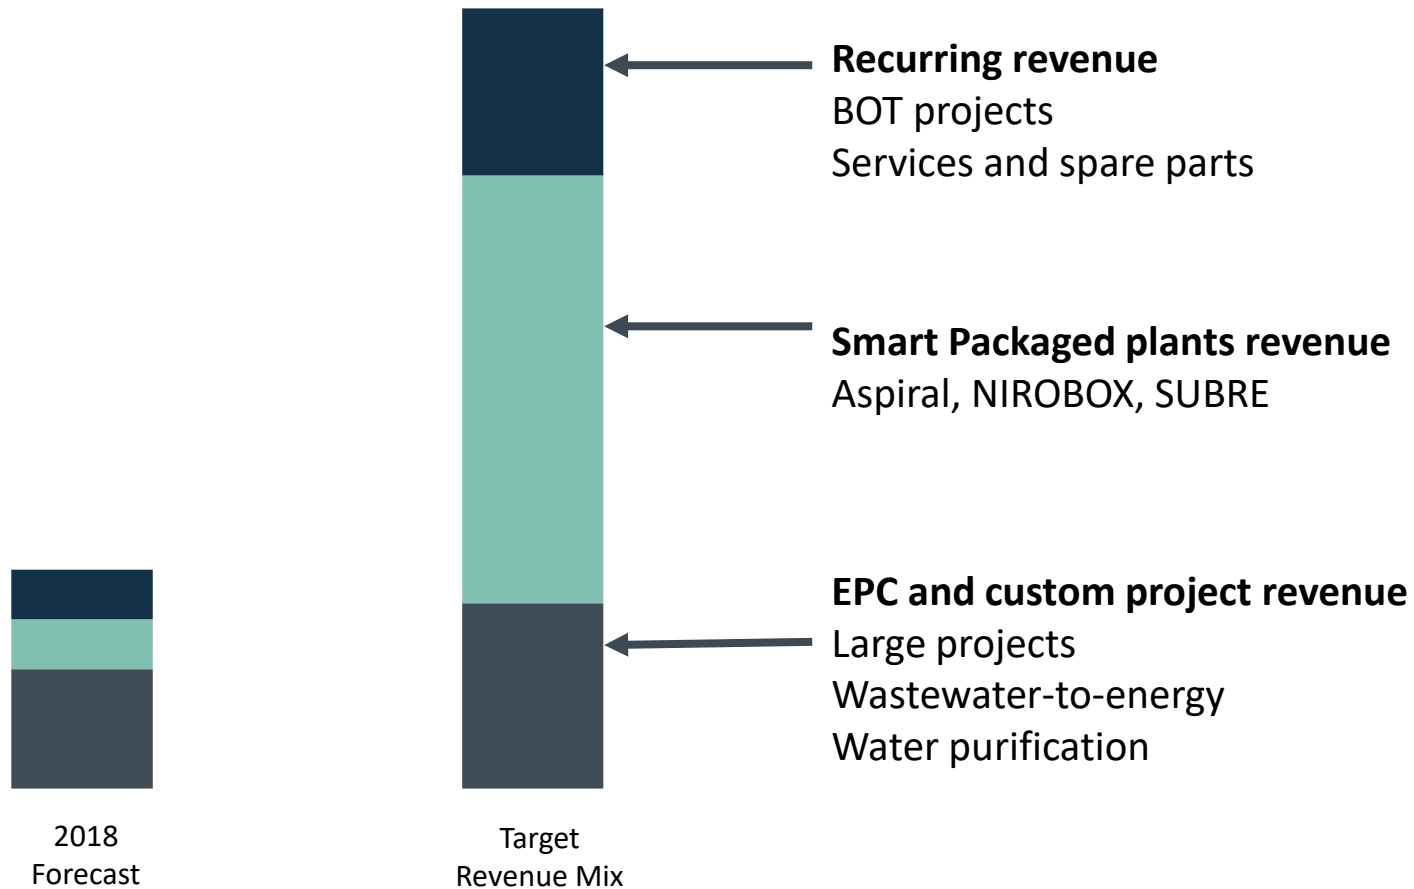 Recurring revenue
BOT projects
Services and spare parts
Smart Packaged plants revenue
Aspiral, NIROBOX, SUBRE
EPC and custom project revenue
Large projects
Wastewater-to-energy
Water purification
2018
Forecast
Target
Revenue Mix